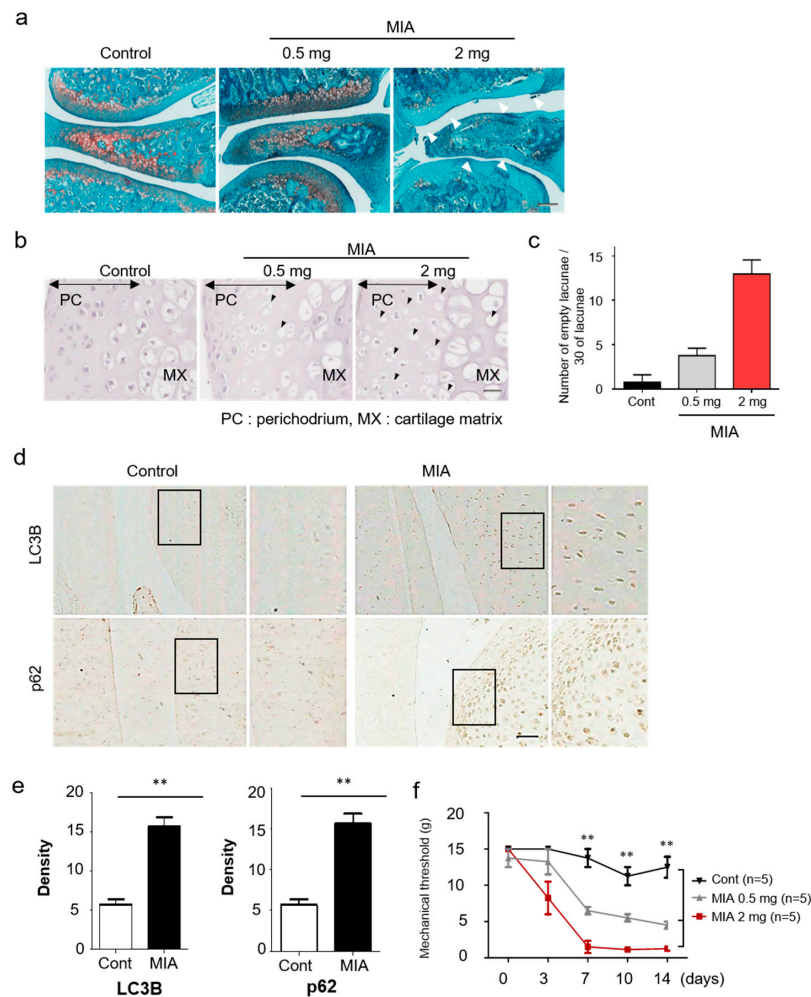 a
MIA
Control 0.5 mg 2 mg
b
MIA
Control 0.5 mg 2 mg
PC PC PC
MX MX MX
PC : perichodrium, MX : cartilage matrix
c
Number of empty lacunae /
30 of lacunae
15
10
5
0
Cont 0.5 mg 2 mg
MIA
d
Control MIA
LC3B
p62
e
**
Density
20
15
10
5
0
Cont MIA
LC3B
**
Density
20
15
10
5
0
Cont MIA
p62
f
Mechanical threshold (g)
20
15
10
5
0
** ** **
Cont (n=5)
MIA 0.5 mg (n=5)
MIA 2 mg (n=5)
0 3 7 10 14 (days)